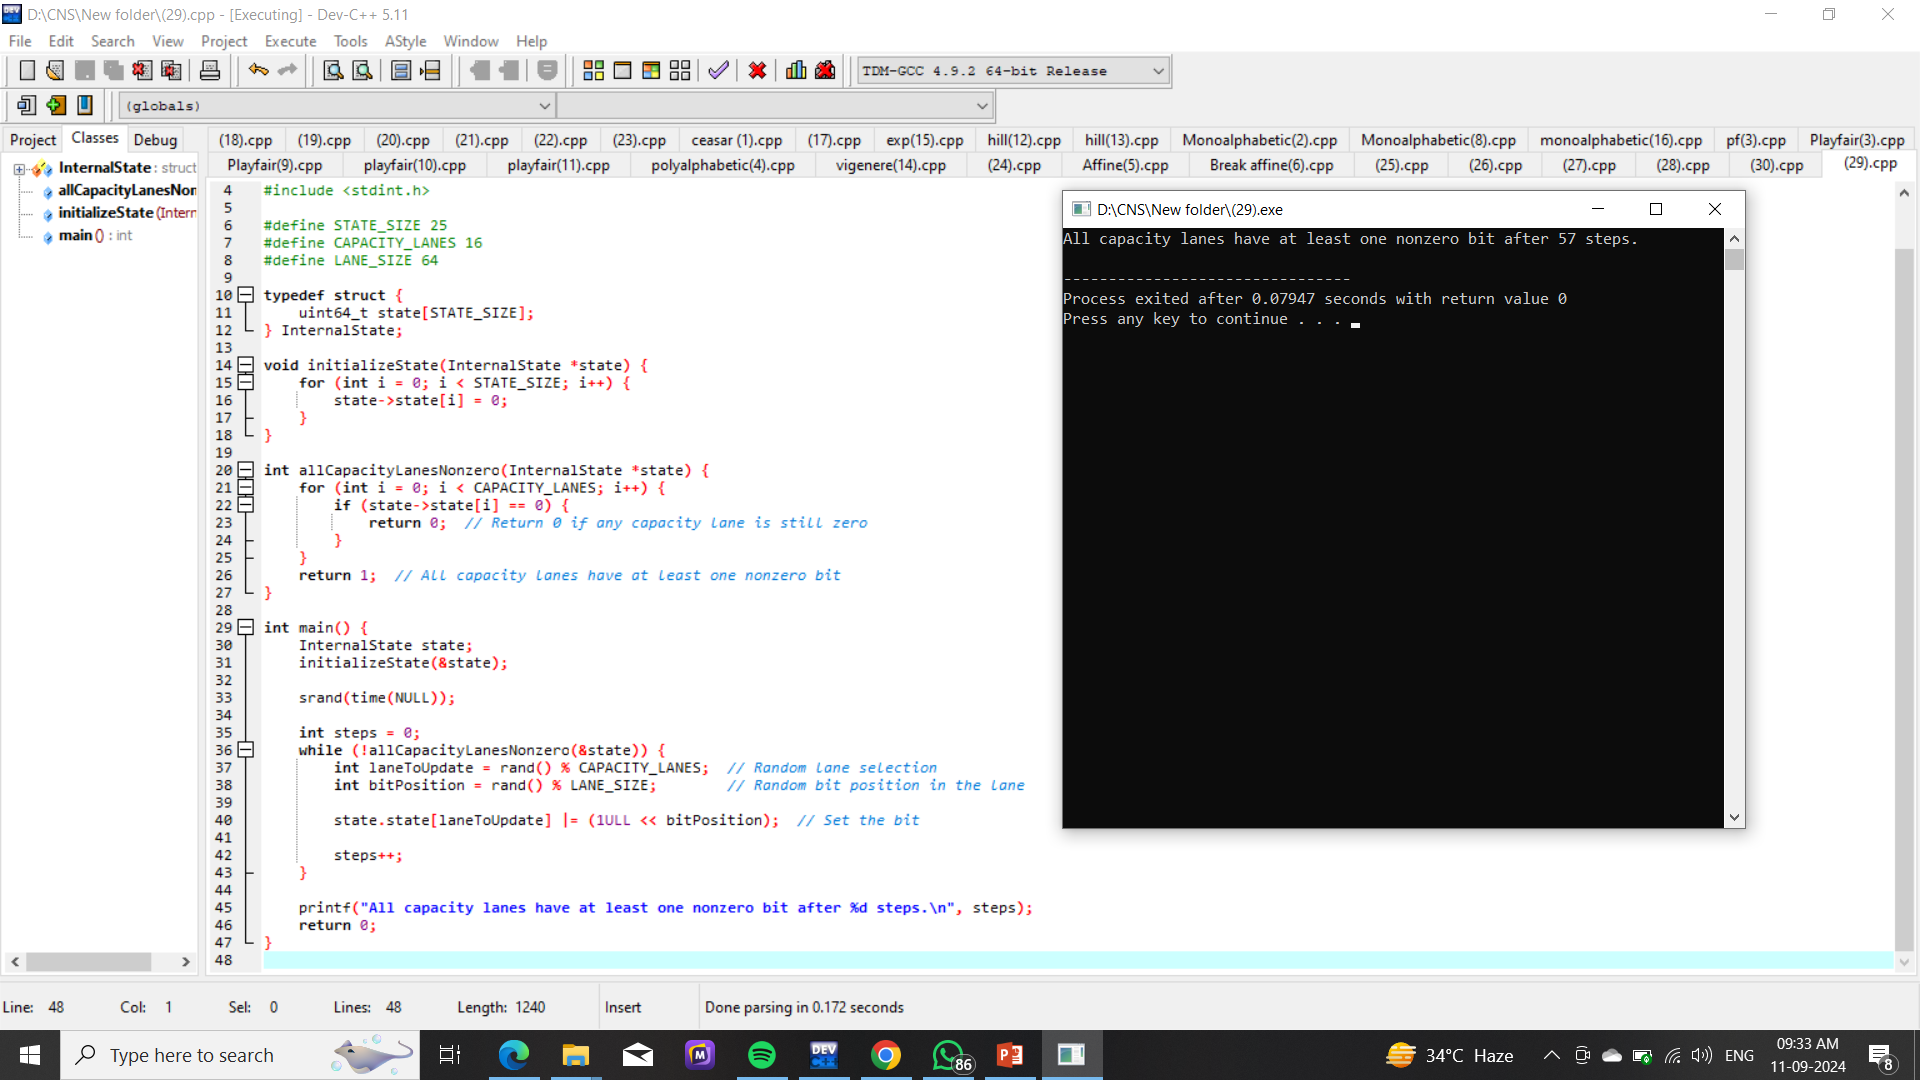 D:\CNS\New folder\(29).cpp - [Executing] - Dev-C++ 5.11
File Edit Search View Project Execute Tools AStyle Window Help
TDM-GCC 4.9.2 64-bit Release
(globals)
Project Classes Debug
(18).cpp (19).cpp (20).cpp (21).cpp (22).cpp (23).cpp ceasar (1).cpp (17).cpp exp(15).cpp hill(12).cpp hill(13).cpp Monoalphabetic(2).cpp Monoalphabetic(8).cpp monoalphabetic(16).cpp pf(3).cpp Playfair(3).cpp
Playfair(9).cpp playfair(10).cpp playfair(11).cpp polyalphabetic(4).cpp vigenere(14).cpp (24).cpp Affine(5).cpp Break affine(6).cpp (25).cpp (26).cpp (27).cpp (28).cpp (30).cpp (29).cpp
InternalState : struct
allCapacityLanesNon
initializeState (Intern
main () : int
4 #include <stdint.h>
5
6 #define STATE_SIZE 25
7 #define CAPACITY_LANES 16
8 #define LANE_SIZE 64
9
10 typedef struct {
11 uint64_t state[STATE_SIZE];
12 } InternalState;
13
14 void initializeState(InternalState *state) {
15 for (int i = 0; i < STATE_SIZE; i++) {
16 state->state[i] = 0;
17 }
18 }
19
20 int allCapacityLanesNonzero(InternalState *state) {
21 for (int i = 0; i < CAPACITY_LANES; i++) {
22 if (state->state[i] == 0) {
23 return 0; // Return 0 if any capacity lane is still zero
24 }
25 }
26 return 1; // All capacity lanes have at least one nonzero bit
27 }
28
29 int main() {
30 InternalState state;
31 initializeState(&state);
32
33 srand(time(NULL));
34
35 int steps = 0;
36 while (!allCapacityLanesNonzero(&state)) {
37 int laneToUpdate = rand() % CAPACITY_LANES; // Random lane selection
38 int bitPosition = rand() % LANE_SIZE; // Random bit position in the lane
39
40 state.state[laneToUpdate] |= (1ULL << bitPosition); // Set the bit
41
42 steps++;
43 }
44
45 printf("All capacity lanes have at least one nonzero bit after %d steps.\n", steps);
46 return 0;
47 }
48
D:\CNS\New folder\(29).exe
All capacity lanes have at least one nonzero bit after 57 steps.
--------------------------------
Process exited after 0.07947 seconds with return value 0
Press any key to continue . . .
Line: 48 Col: 1 Sel: 0 Lines: 48 Length: 1240 Insert Done parsing in 0.172 seconds
Type here to search
DEV
86
34°C Haze
ENG
09:33 AM
11-09-2024
8